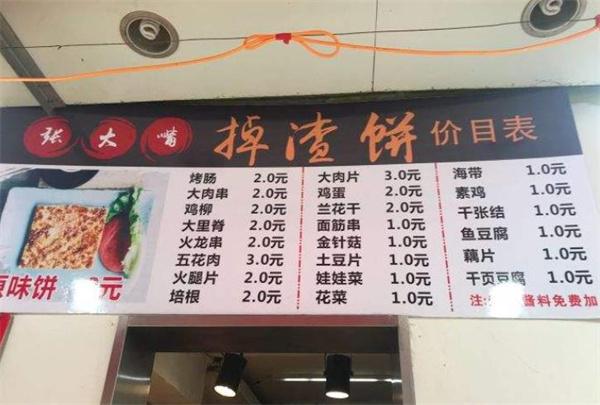 张大嘴 掉渣饼 价目表
烤肠 2.0元
大肉串 2.0元
鸡柳 2.0元
大里脊 2.0元
火龙串 2.0元
五花肉 3.0元
火腿片 2.0元
培根 2.0元
大肉片 3.0元
鸡蛋 2.0元
兰花干 2.0元
面筋串 1.0元
金针菇 1.0元
土豆片 1.0元
娃娃菜 1.0元
花菜 1.0元
海带 1.0元
素鸡 1.0元
千张结 1.0元
鱼豆腐 1.0元
藕片 1.0元
千页豆腐 1.0元
注: 酱料免费加
味饼 元